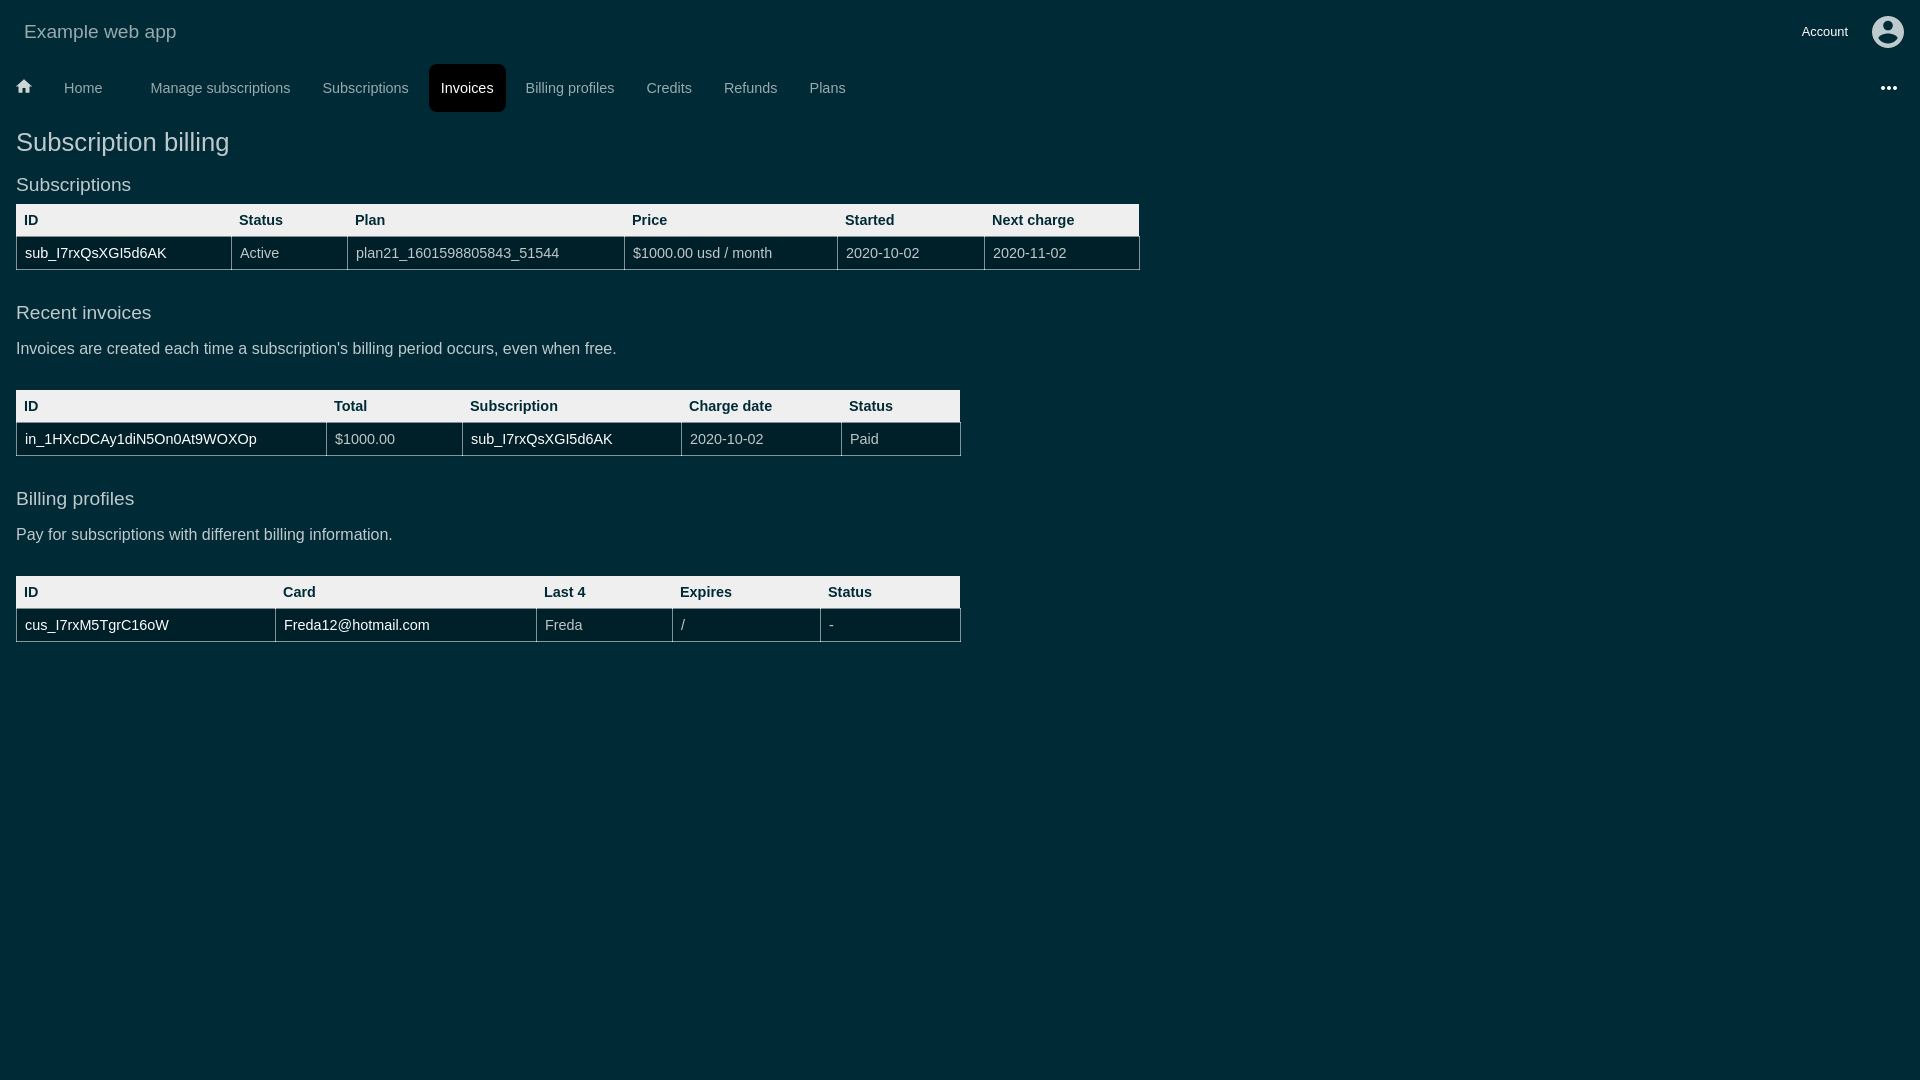 Example web app
Account
Home Manage subscriptions Subscriptions Invoices Billing profiles Credits Refunds Plans
Subscription billing
Subscriptions
ID Status Plan Price Started Next charge
sub_I7rxQsXGI5d6AK Active plan21_1601598805843_51544 $1000.00 usd / month 2020-10-02 2020-11-02
Recent invoices
Invoices are created each time a subscription's billing period occurs, even when free.
ID Total Subscription Charge date Status
in_1HXcDCAy1diN5On0At9WOXOp $1000.00 sub_I7rxQsXGI5d6AK 2020-10-02 Paid
Billing profiles
Pay for subscriptions with different billing information.
ID Card Last 4 Expires Status
cus_I7rxM5TgrC16oW Freda12@hotmail.com Freda / -